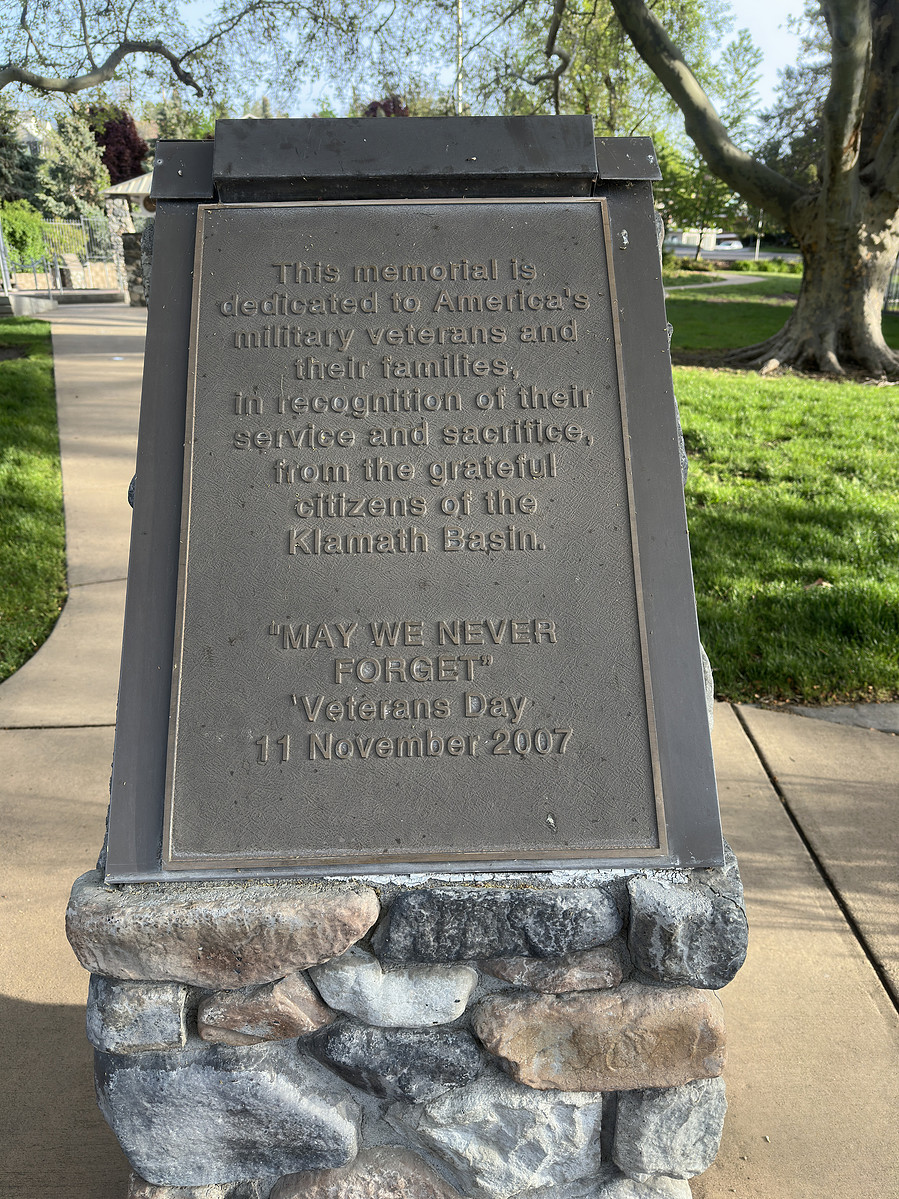 This memorial is
dedicated to America's
military veterans and
their families,
in recognition of their
service and sacrifice,
from the grateful
citizens of the
Klamath Basin.
"MAY WE NEVER
FORGET"
Veterans Day
11 November 2007